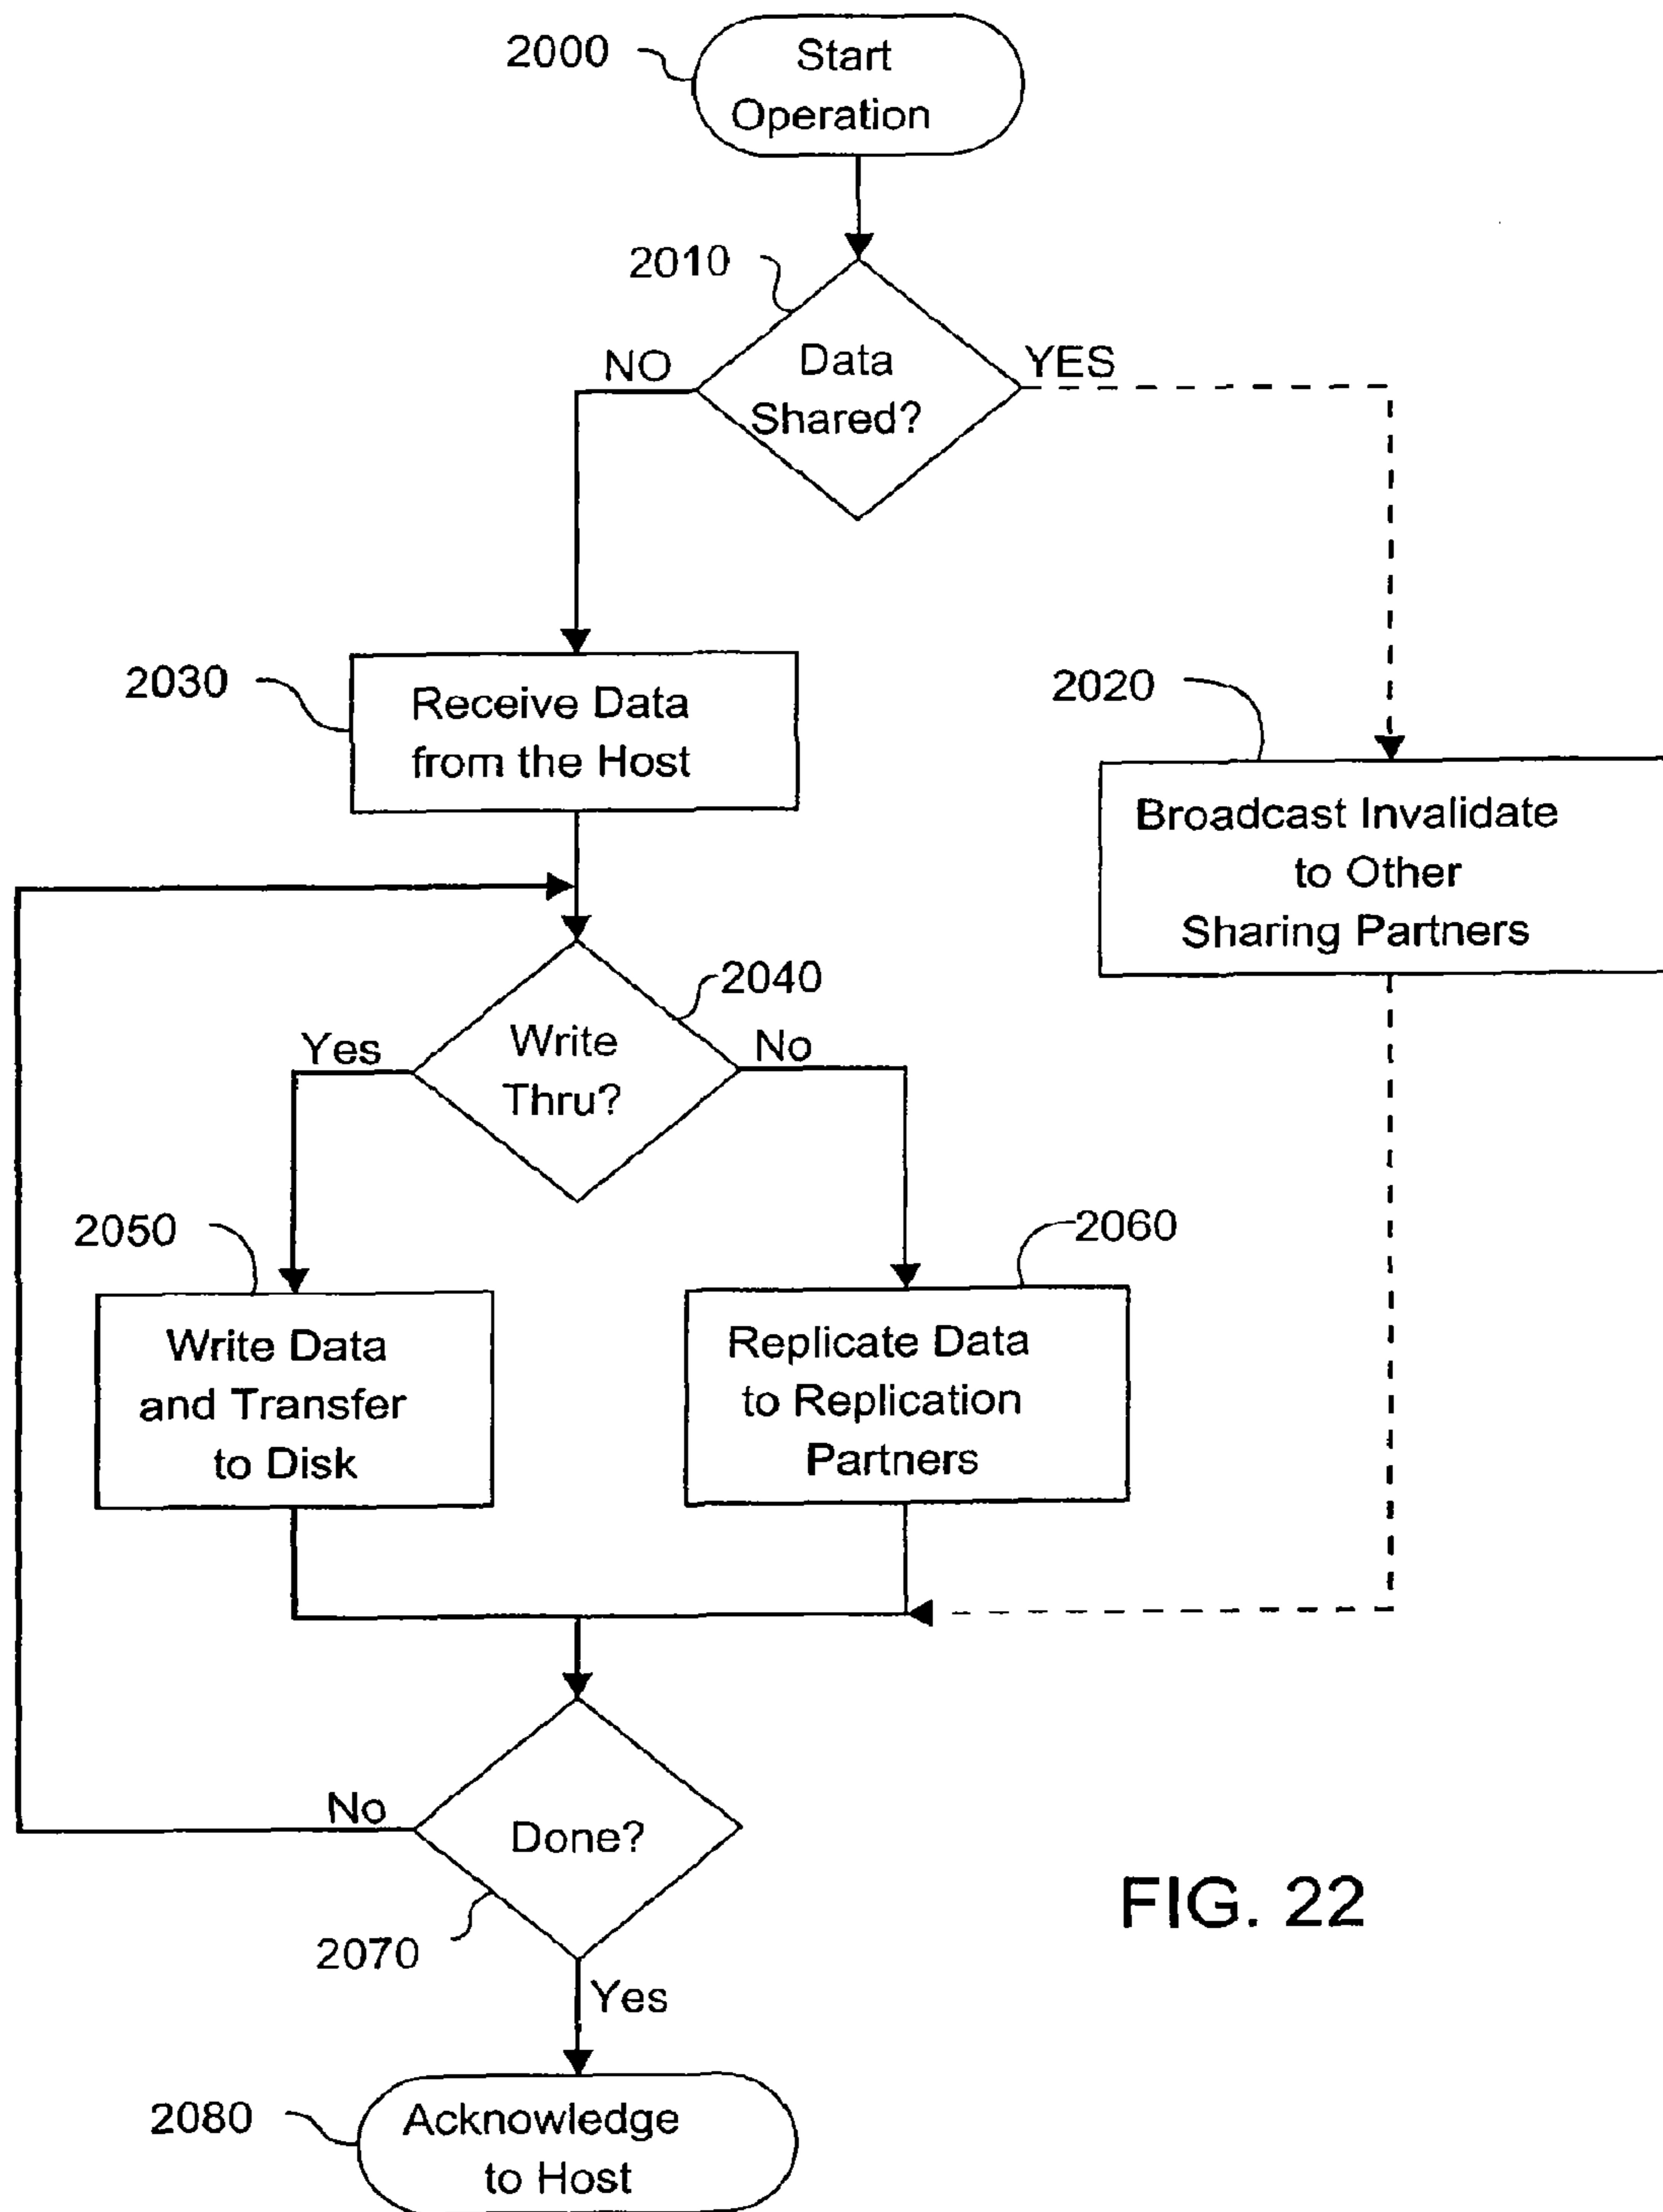 2000
Start
Operation
2010
NO
Data
Shared?
YES
2030
Receive Data
from the Host
2020
Broadcast Invalidate
to Other
Sharing Partners
2040
Yes
Write
Thru?
No
2050
Write Data
and Transfer
to Disk
2060
Replicate Data
to Replication
Partners
No
Done?
2070
Yes
FIG. 22
2080
Acknowledge
to Host